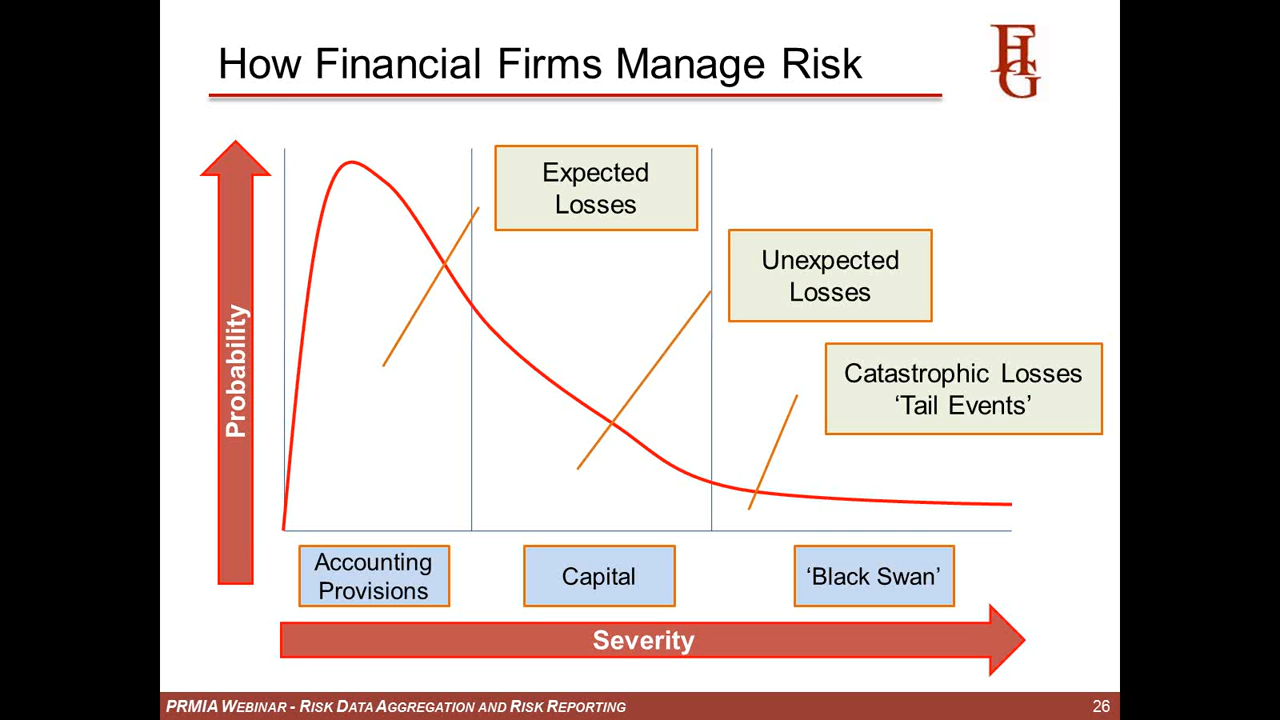 How Financial Firms Manage Risk
FHG
Expected
Losses
Unexpected
Losses
Catastrophic Losses
‘Tail Events’
Probability
Accounting
Provisions
Capital
‘Black Swan’
Severity
PRMIA WEBINAR - RISK DATA AGGREGATION AND RISK REPORTING
26